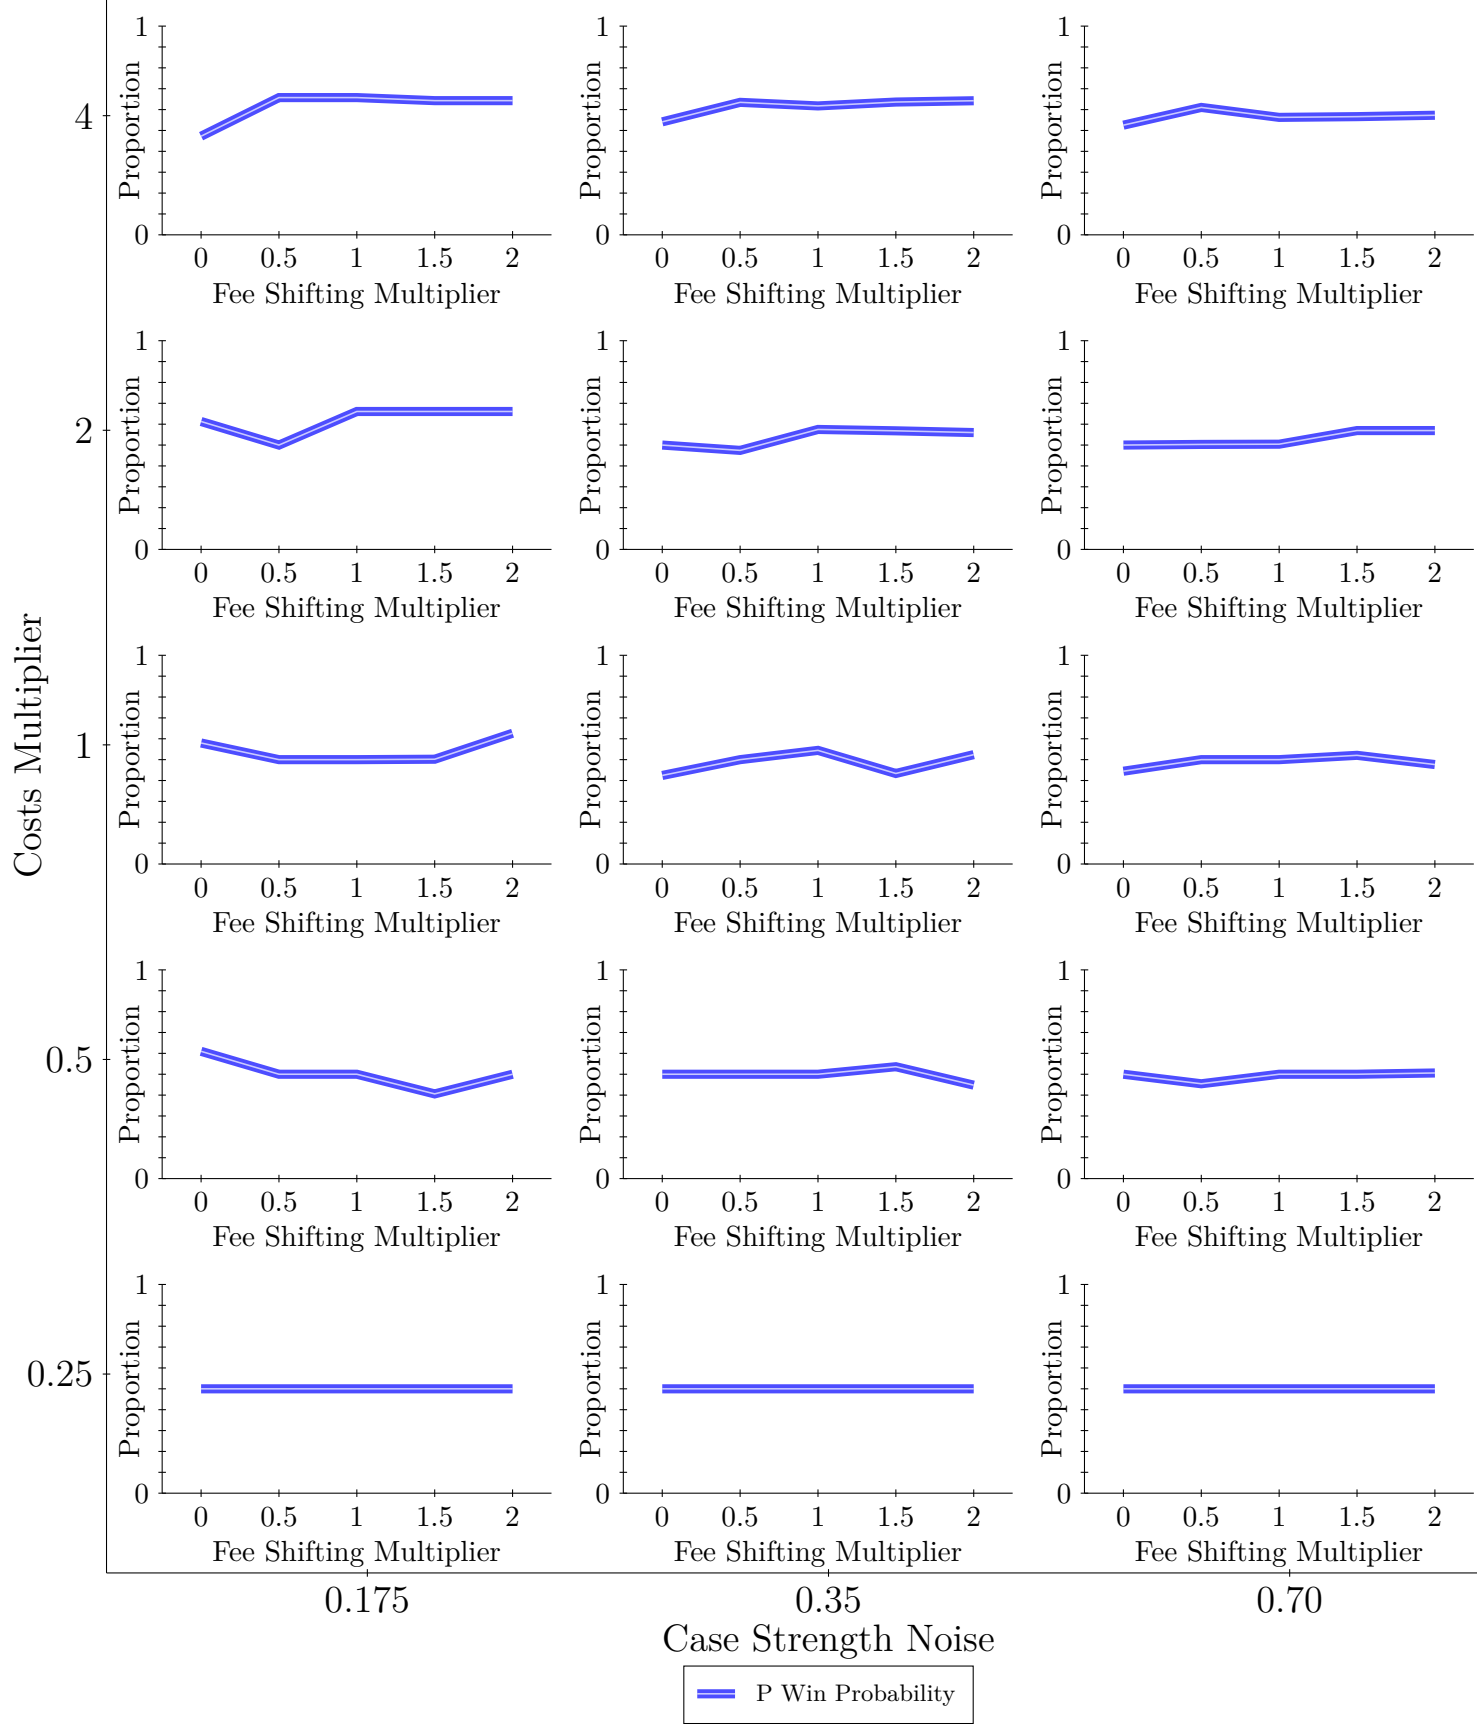 1 1 1
Proportion Proportion Proportion
4
0 0 0
0 0.5 1 1.5 2 0 0.5 1 1.5 2 0 0.5 1 1.5 2
Fee Shifting Multiplier Fee Shifting Multiplier Fee Shifting Multiplier
1 1 1
Proportion Proportion Proportion
2
0 0 0
0 0.5 1 1.5 2 0 0.5 1 1.5 2 0 0.5 1 1.5 2
Fee Shifting Multiplier Fee Shifting Multiplier Fee Shifting Multiplier
Costs Multiplier
1 1 1
Proportion Proportion Proportion
1
0 0 0
0 0.5 1 1.5 2 0 0.5 1 1.5 2 0 0.5 1 1.5 2
Fee Shifting Multiplier Fee Shifting Multiplier Fee Shifting Multiplier
1 1 1
Proportion Proportion Proportion
0.5
0 0 0
0 0.5 1 1.5 2 0 0.5 1 1.5 2 0 0.5 1 1.5 2
Fee Shifting Multiplier Fee Shifting Multiplier Fee Shifting Multiplier
1 1 1
Proportion Proportion Proportion
0.25
0 0 0
0 0.5 1 1.5 2 0 0.5 1 1.5 2 0 0.5 1 1.5 2
Fee Shifting Multiplier Fee Shifting Multiplier Fee Shifting Multiplier
0.175 0.35 0.70
Case Strength Noise
P Win Probability